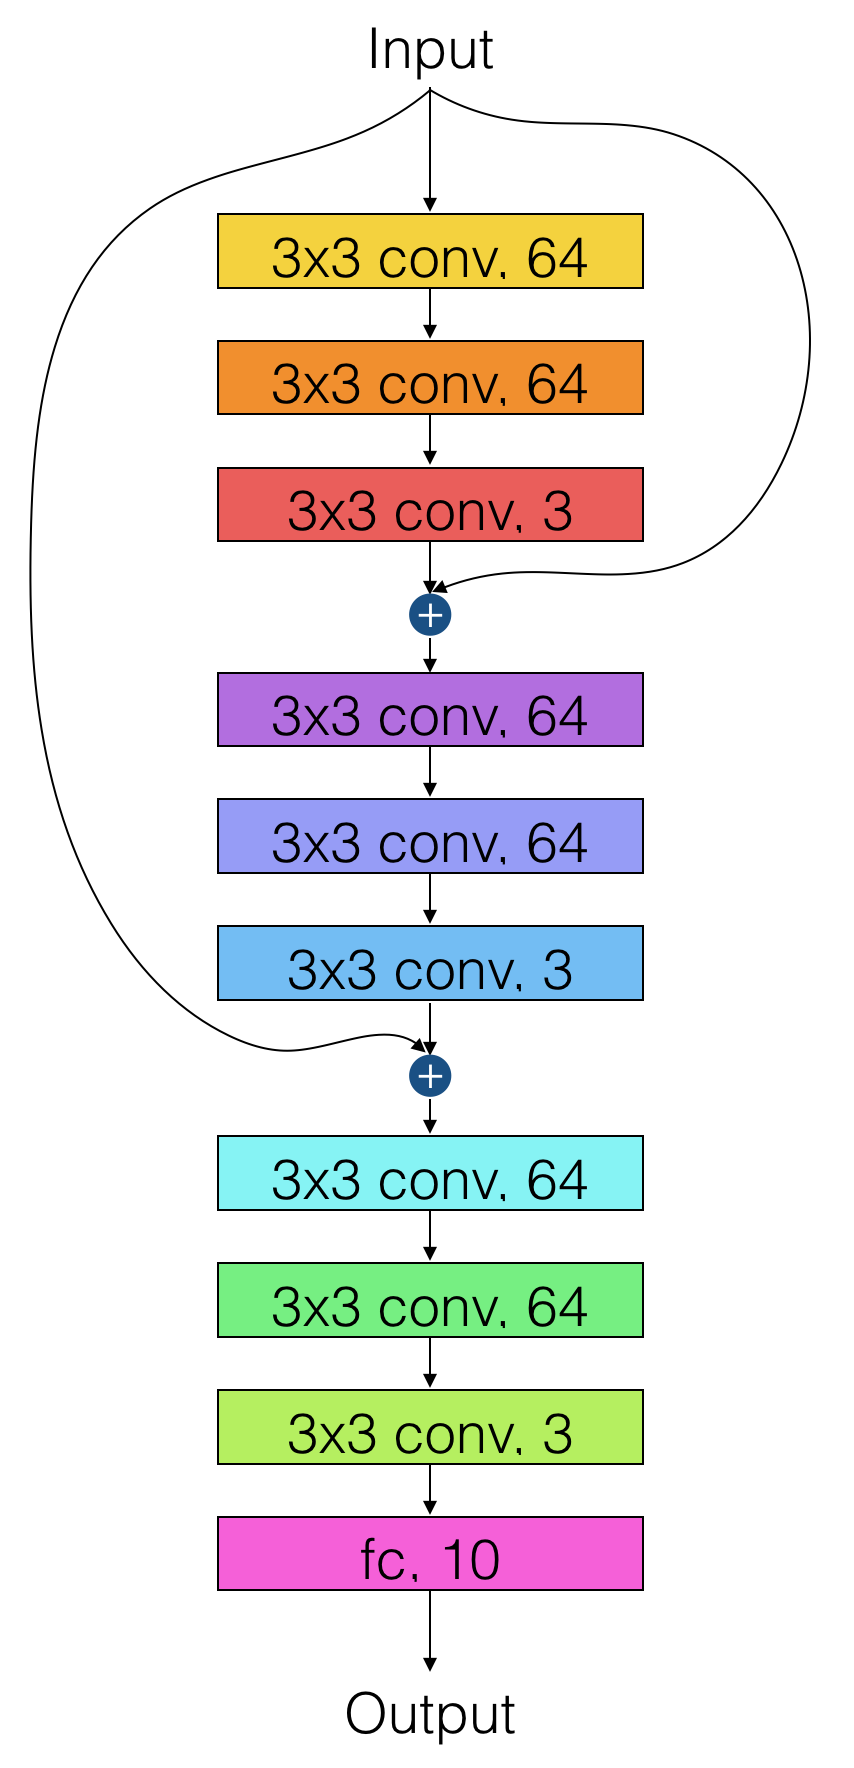 Input
3x3 conv, 64
3x3 conv, 64
3x3 conv, 3
+
3x3 conv, 64
3x3 conv, 64
3x3 conv, 3
+
3x3 conv, 64
3x3 conv, 64
3x3 conv, 3
fc, 10
Output